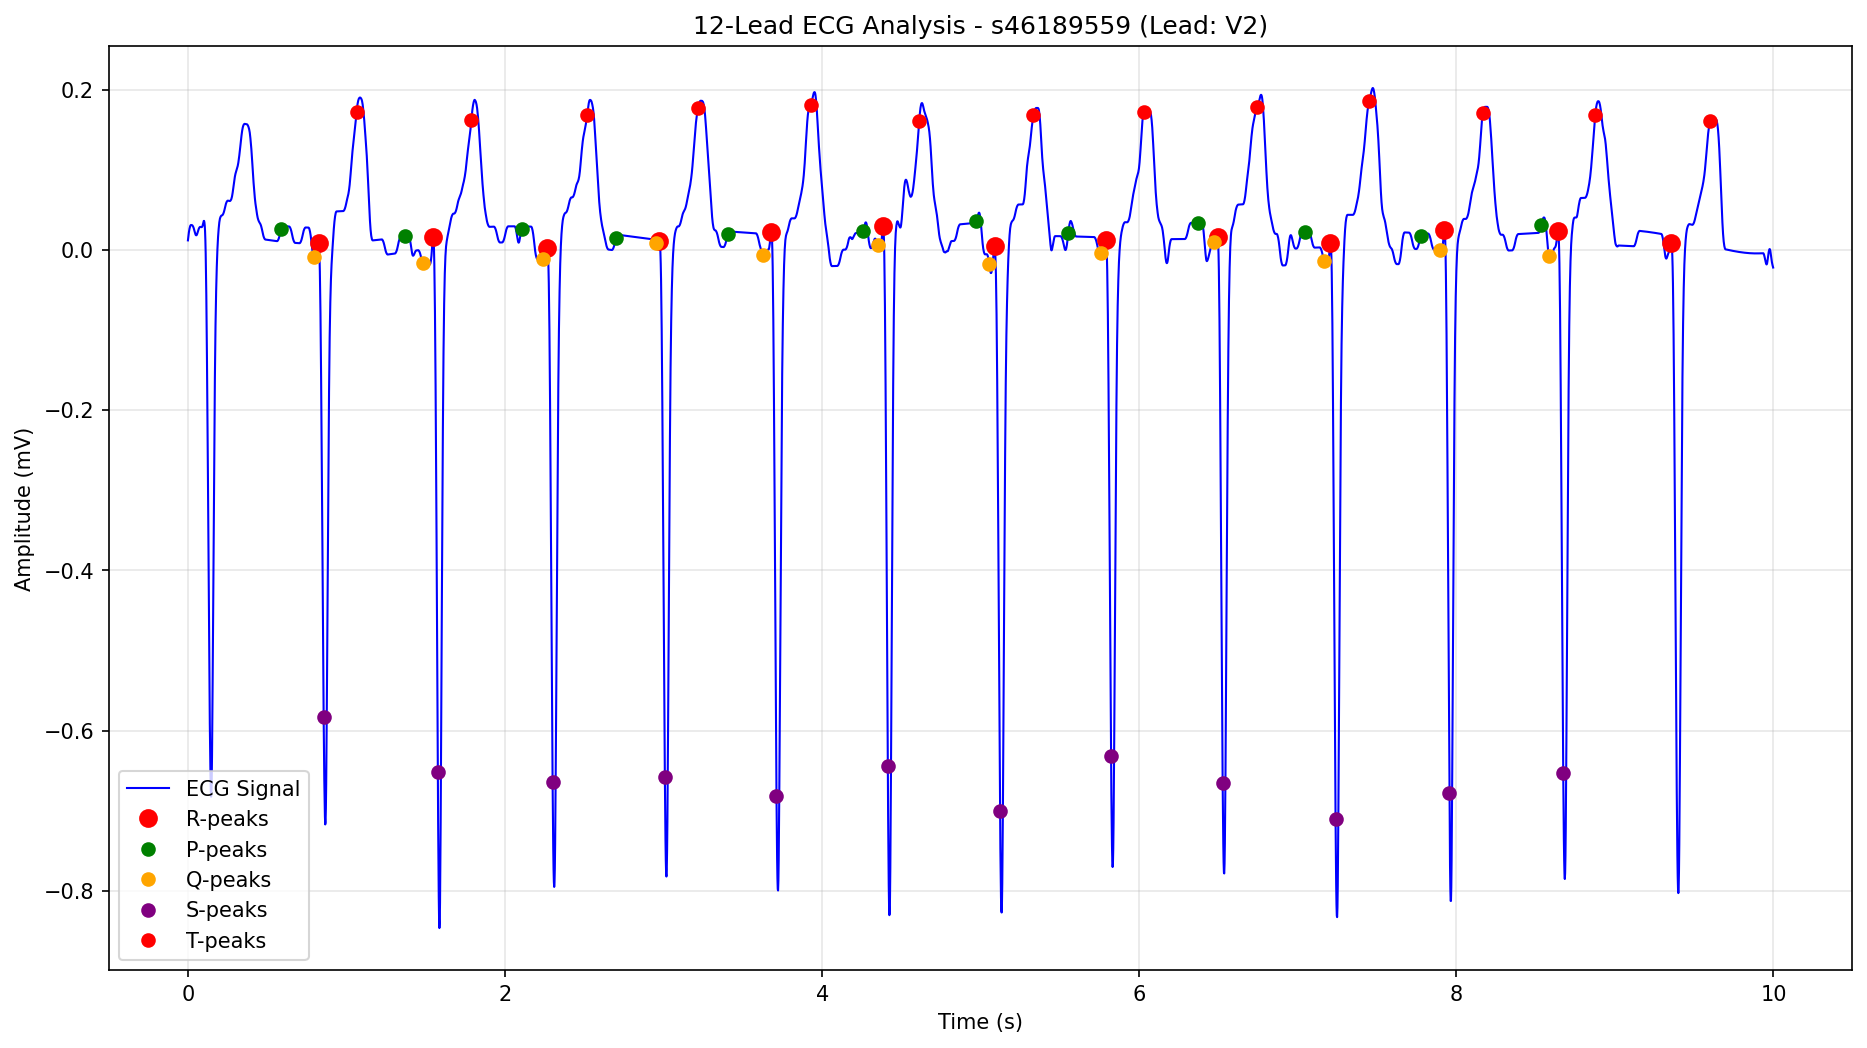 12-Lead ECG Analysis - s46189559 (Lead: V2)
Amplitude (mV)
0.2
0.0
−0.2
−0.4
−0.6
−0.8
ECG Signal
R-peaks
P-peaks
Q-peaks
S-peaks
T-peaks
0 2 4 6 8 10
Time (s)